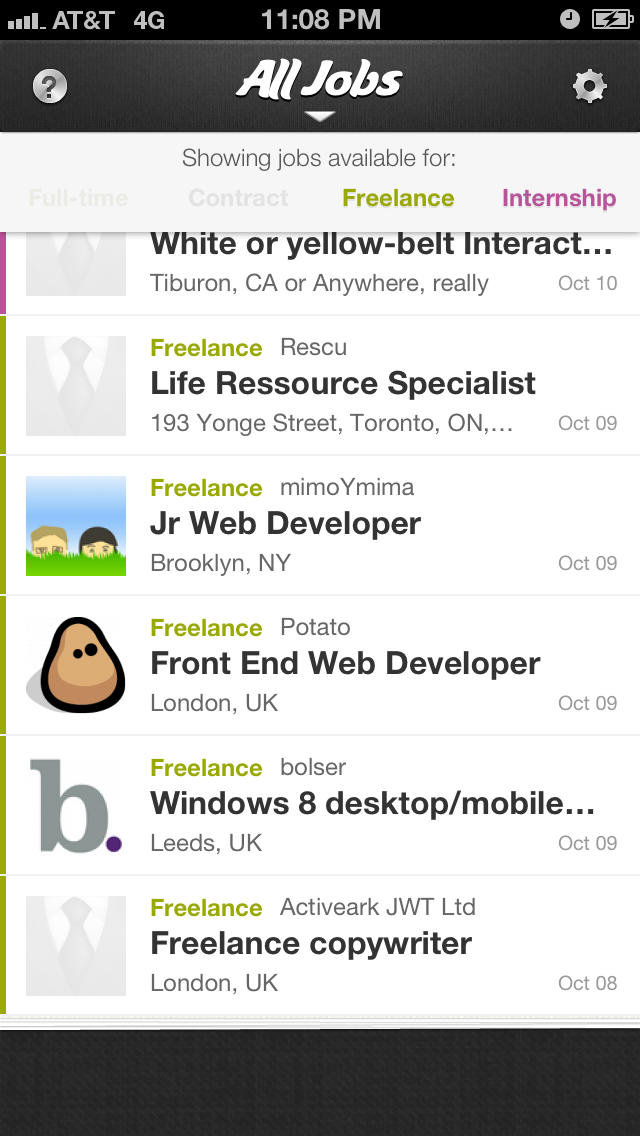 AT&T 4G 11:08 PM
?
All Jobs
Showing jobs available for:
Full-time Contract Freelance Internship
White or yellow-belt Interact...
Tiburon, CA or Anywhere, really Oct 10
Freelance Rescu
Life Ressource Specialist
193 Yonge Street, Toronto, ON,... Oct 09
Freelance mimoYmima
Jr Web Developer
Brooklyn, NY Oct 09
Freelance Potato
Front End Web Developer
London, UK Oct 09
b.
Freelance bolser
Windows 8 desktop/mobile...
Leeds, UK Oct 09
Freelance Activeark JWT Ltd
Freelance copywriter
London, UK Oct 08